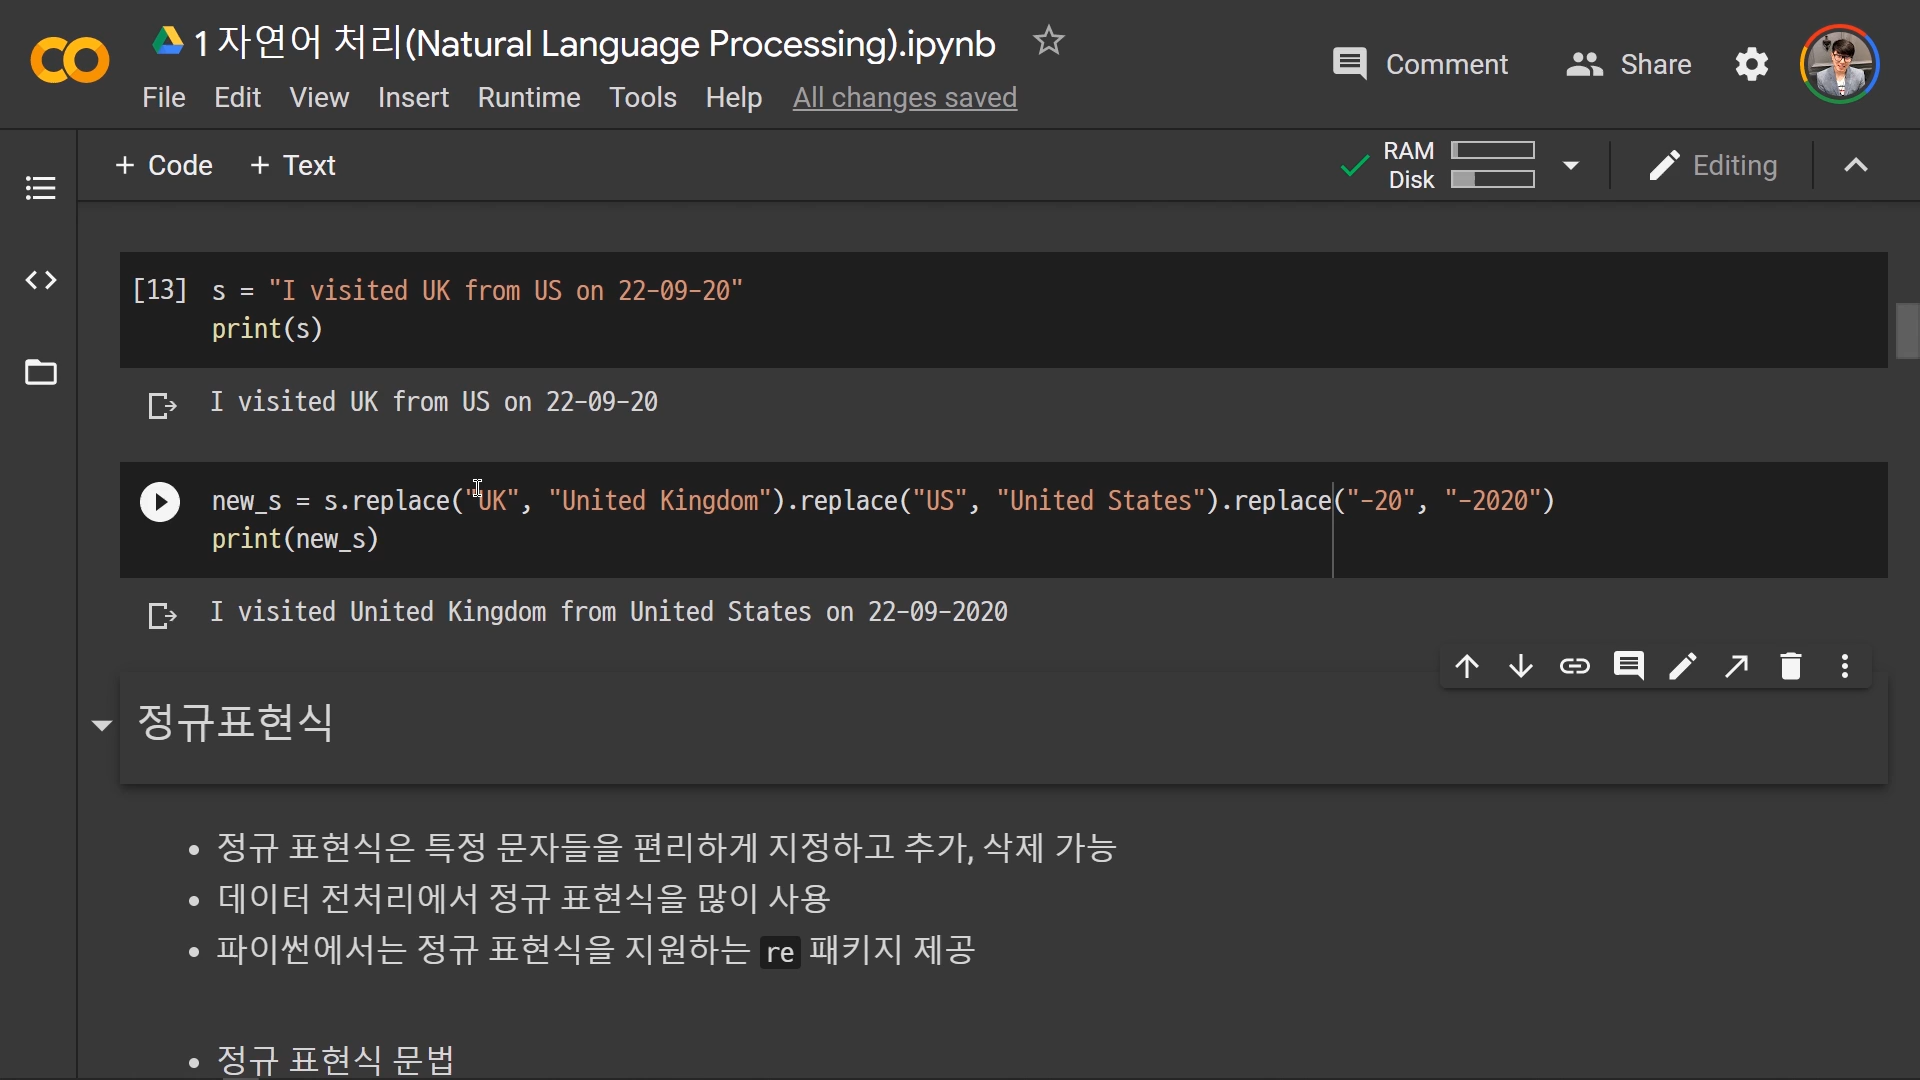 1 자연어 처리(Natural Language Processing).ipynb
Comment
Share
File Edit View Insert Runtime Tools Help All changes saved
+ Code + Text
RAM
Disk
Editing
[13] s = "I visited UK from US on 22-09-20"
print(s)
I visited UK from US on 22-09-20
new_s = s.replace("UK", "United Kingdom").replace("US", "United States").replace("-20", "-2020")
print(new_s)
I visited United Kingdom from United States on 22-09-2020
정규표현식
• 정규 표현식은 특정 문자들을 편리하게 지정하고 추가, 삭제 가능
• 데이터 전처리에서 정규 표현식을 많이 사용
• 파이썬에서는 정규 표현식을 지원하는 re 패키지 제공
• 정규 표현식 문법